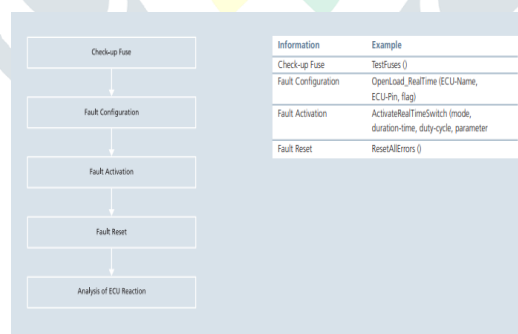 Check-up Fuse
Fault Configuration
Fault Activation
Fault Reset
Analysis of ECU Reaction
Information Example
Check-up Fuse TestFuses ()
Fault Configuration OpenLoad_RealTime (ECU-Name,
ECU-Pin, flag)
Fault Activation ActivateRealTimeSwitch (mode,
duration-time, duty-cycle, parameter
Fault Reset ResetAllErrors ()